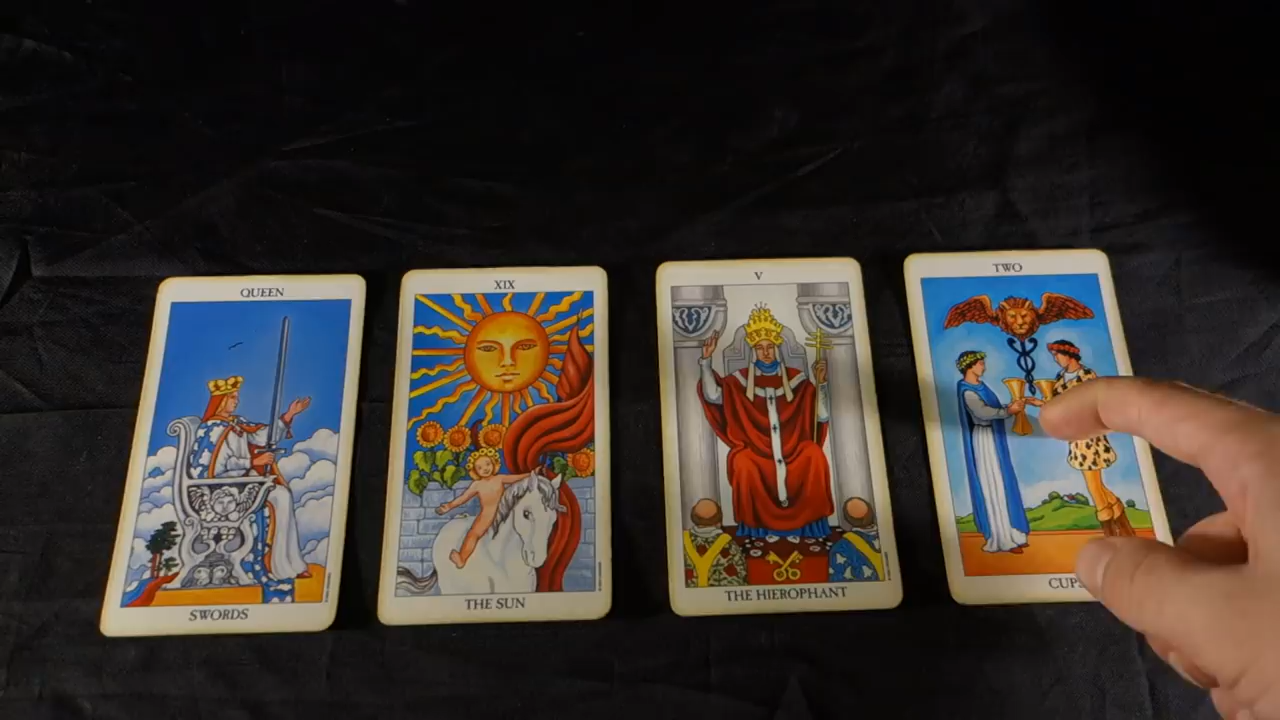 QUEEN
SWORDS
XIX
THE SUN
V
THE HIEROPHANT
TWO
CUPS